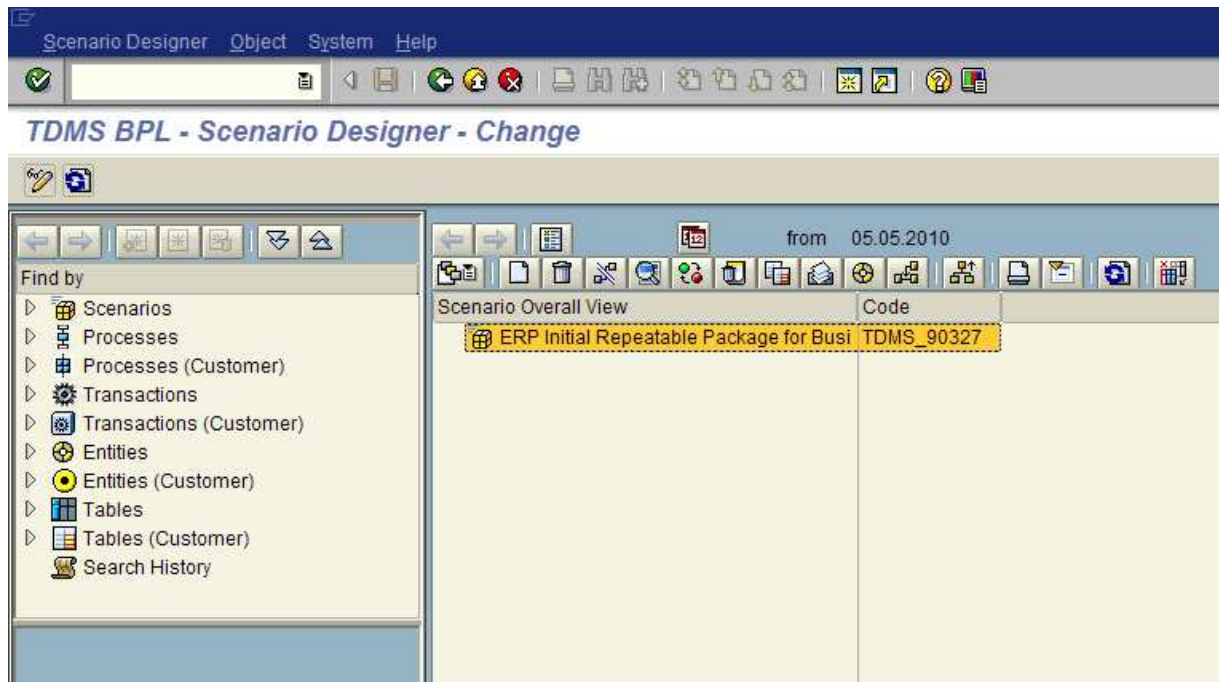 Scenario Designer Object System Help
TDMS BPL - Scenario Designer - Change
from 05.05.2010
Find by
Scenario Overall View Code
Scenarios
ERP Initial Repeatable Package for Busi TDMS_90327
Processes
Processes (Customer)
Transactions
Transactions (Customer)
Entities
Entities (Customer)
Tables
Tables (Customer)
Search History